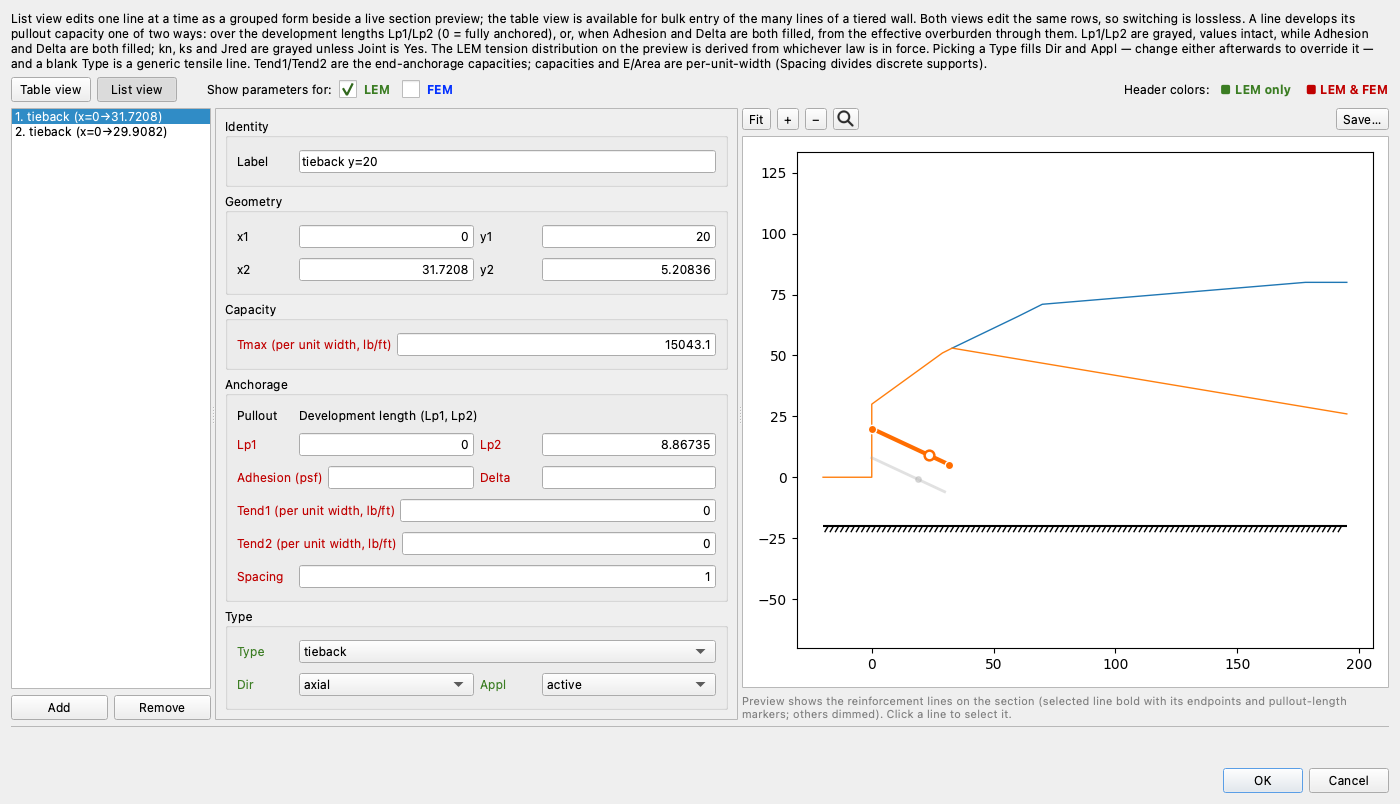 List view edits one line at a time as a grouped form beside a live section preview; the table view is available for bulk entry of the many lines of a tiered wall. Both views edit the same rows, so switching is lossless. A line develops its
pullout capacity one of two ways: over the development lengths Lp1/Lp2 (0 = fully anchored), or, when Adhesion and Delta are both filled, from the effective overburden through them. Lp1/Lp2 are grayed, values intact, while Adhesion
and Delta are both filled; kn, ks and Jred are grayed unless Joint is Yes. The LEM tension distribution on the preview is derived from whichever law is in force. Picking a Type fills Dir and Appl — change either afterwards to override it —
and a blank Type is a generic tensile line. Tend1/Tend2 are the end-anchorage capacities; capacities and E/Area are per-unit-width (Spacing divides discrete supports).
Table view List view Show parameters for: LEM FEM Header colors: LEM only LEM & FEM
1. tieback (x=0→31.7208)
2. tieback (x=0→29.9082)
Add Remove
Identity
Label tieback y=20
Geometry
x1 0 y1 20
x2 31.7208 y2 5.20836
Capacity
Tmax (per unit width, lb/ft) 15043.1
Anchorage
Pullout Development length (Lp1, Lp2)
Lp1 0 Lp2 8.86735
Adhesion (psf) Delta
Tend1 (per unit width, lb/ft) 0
Tend2 (per unit width, lb/ft) 0
Spacing 1
Type
Type tieback
Dir axial Appl active
Fit + − Save...
125
100
75
50
25
0
−25
−50
0 50 100 150 200
Preview shows the reinforcement lines on the section (selected line bold with its endpoints and pullout-length
markers; others dimmed). Click a line to select it.
OK Cancel